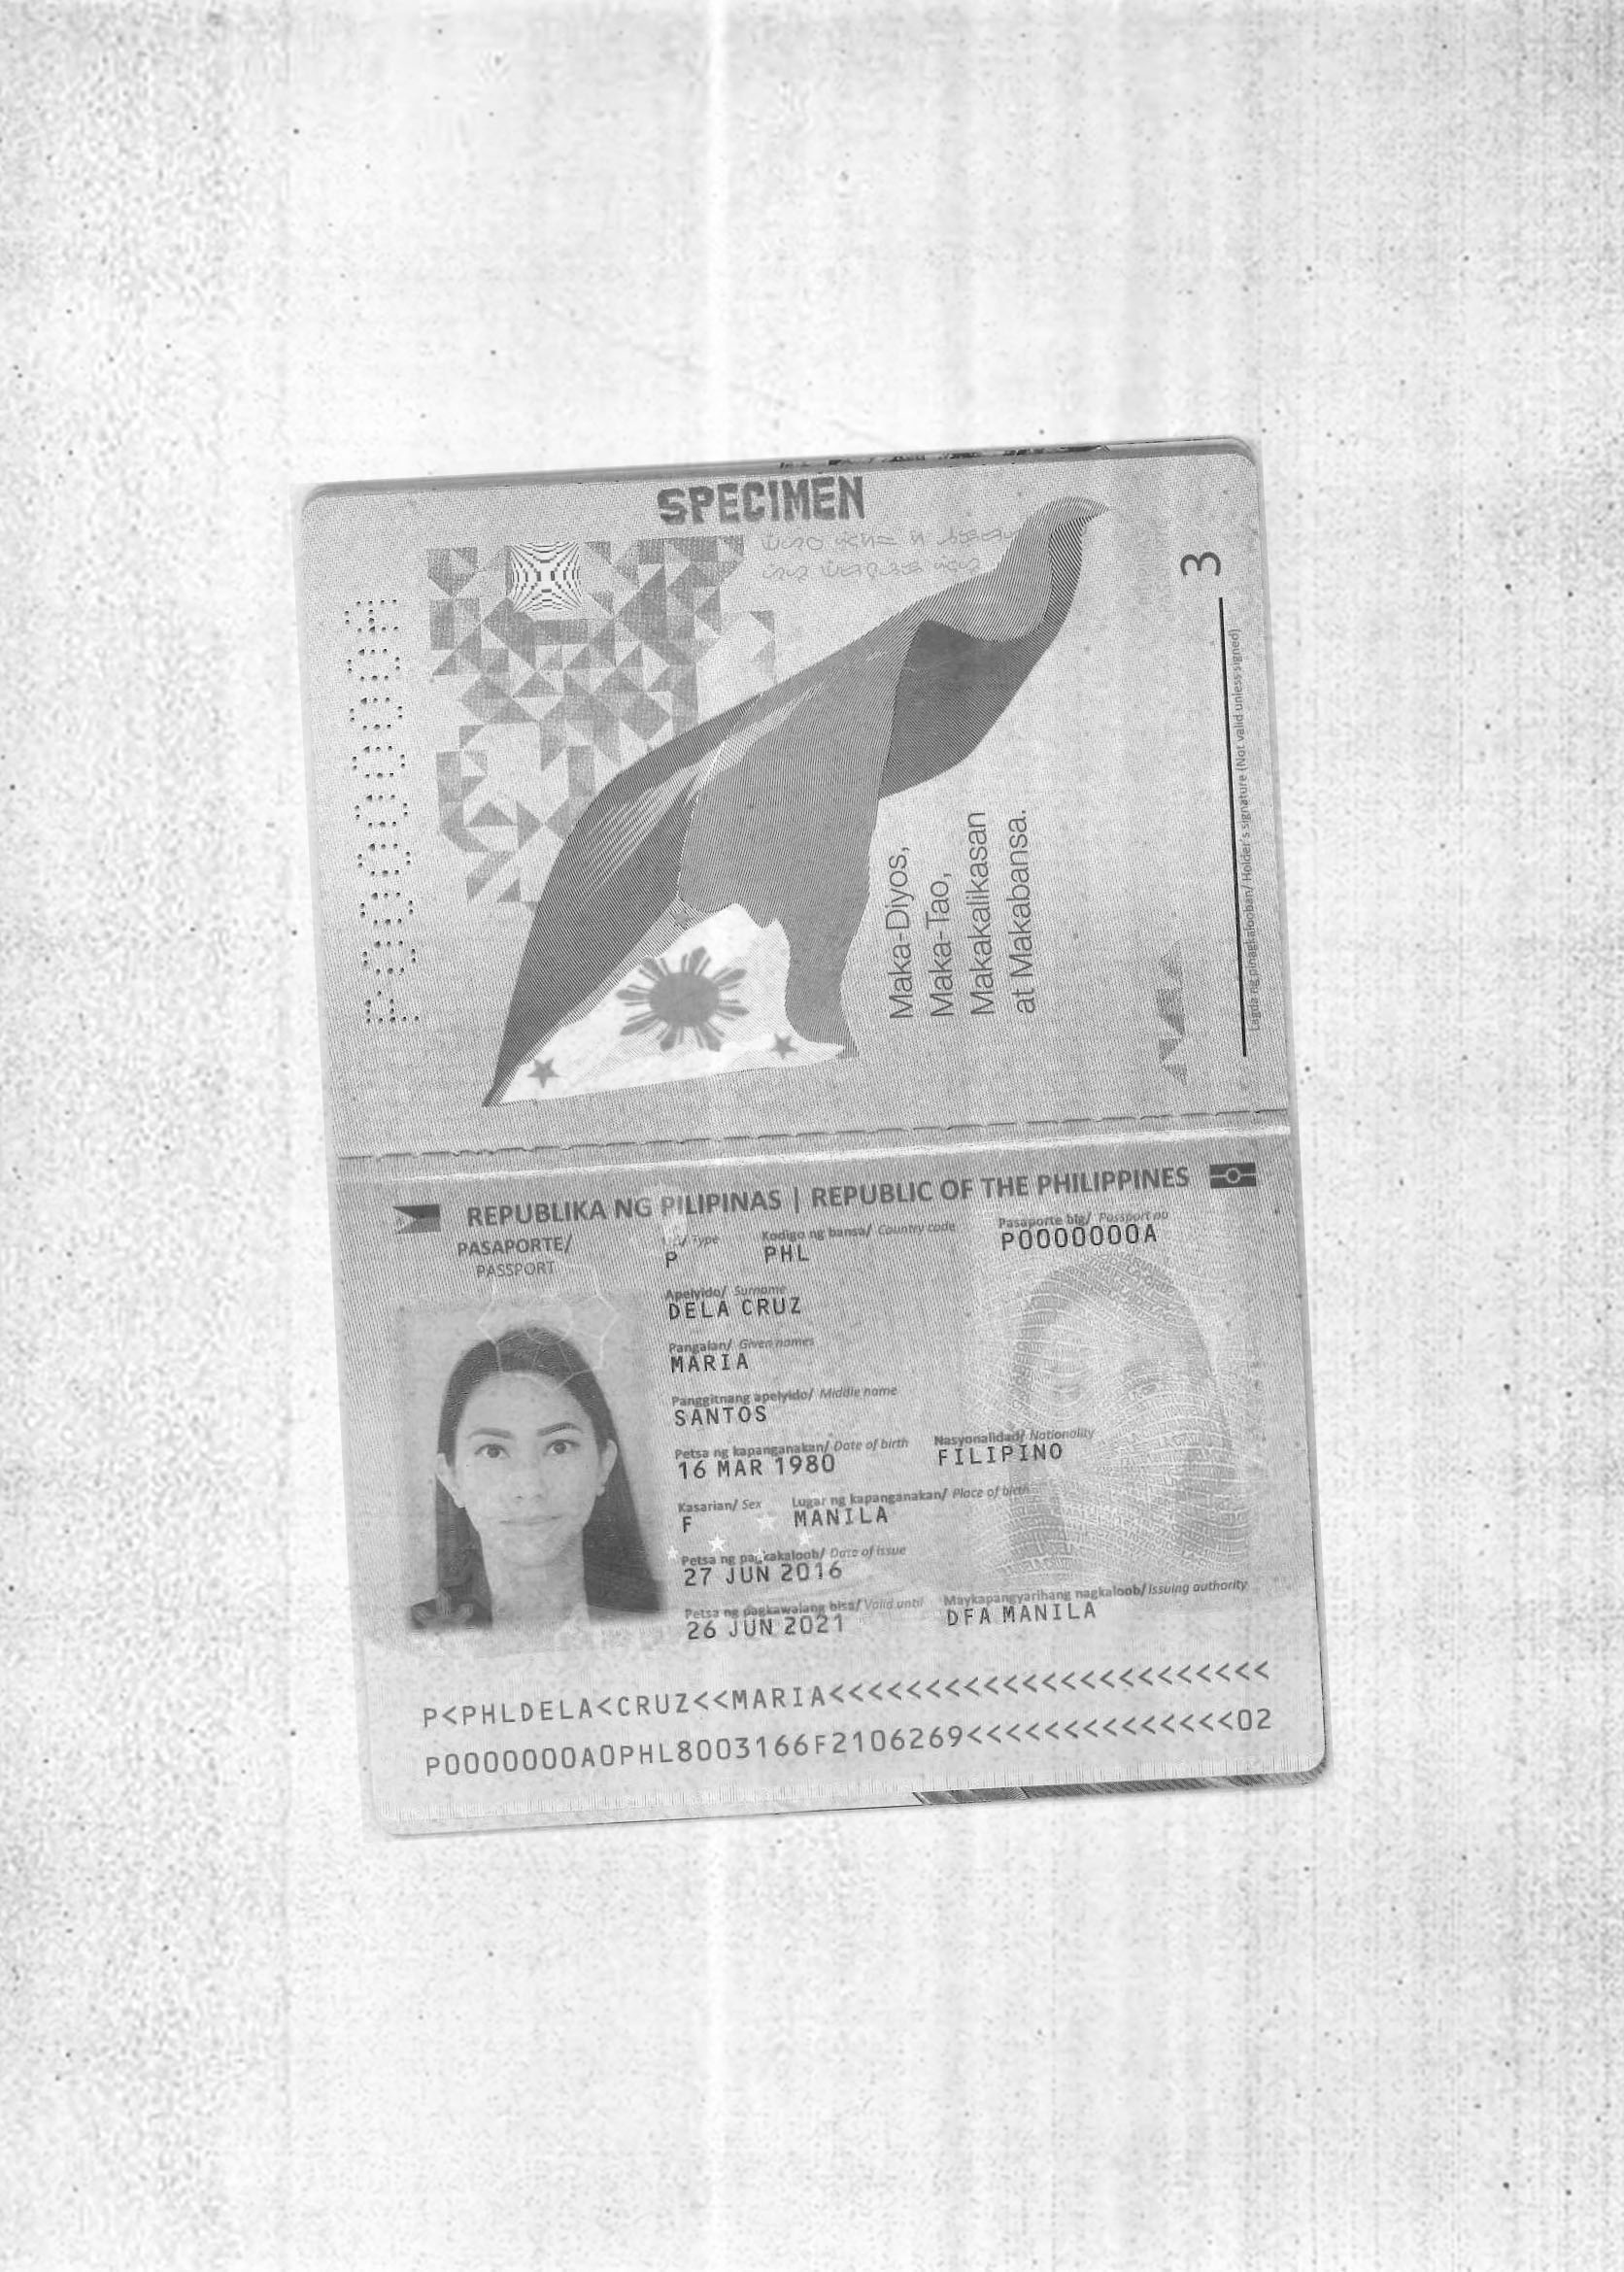 SPECIMEN
3
P0000000A
Maka-Diyos,
Maka-Tao,
Makakalikasan
at Makabansa.
Lagda ng pinagkalooban/ Holder's signature (Not valid unless signed)
REPUBLIKA NG PILIPINAS | REPUBLIC OF THE PHILIPPINES
PASAPORTE/
PASSPORT
Type Kodigo ng bansa/ Country code Pasaporte blg/ Passport no
P PHL P0000000A
Apelyido/ Surname
DELA CRUZ
Pangalan/ Given names
MARIA
Panggitnang apelyido/ Middle name
SANTOS
Petsa ng kapanganakan/ Date of birth Nasyonalidad/ Nationality
16 MAR 1980 FILIPINO
Kasarian/ Sex Lugar ng kapanganakan/ Place of birth
F MANILA
Petsa ng pagkakaloob/ Date of issue
27 JUN 2016
Petsa ng pagkawalang bisa/ Valid until Maykapangyarihang nagkaloob/ Issuing authority
26 JUN 2021 DFA MANILA
P<PHLDELA<CRUZ<<MARIA<<<<<<<<<<<<<<<<<<<<<<<
P0000000A0PHL8003166F2106269<<<<<<<<<<<<<<02